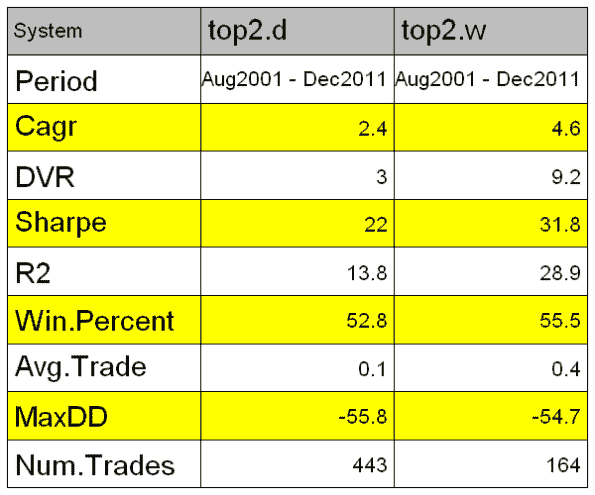 System top2.d top2.w
Period Aug2001 - Dec2011 Aug2001 - Dec2011
Cagr 2.4 4.6
DVR 3 9.2
Sharpe 22 31.8
R2 13.8 28.9
Win.Percent 52.8 55.5
Avg.Trade 0.1 0.4
MaxDD -55.8 -54.7
Num.Trades 443 164